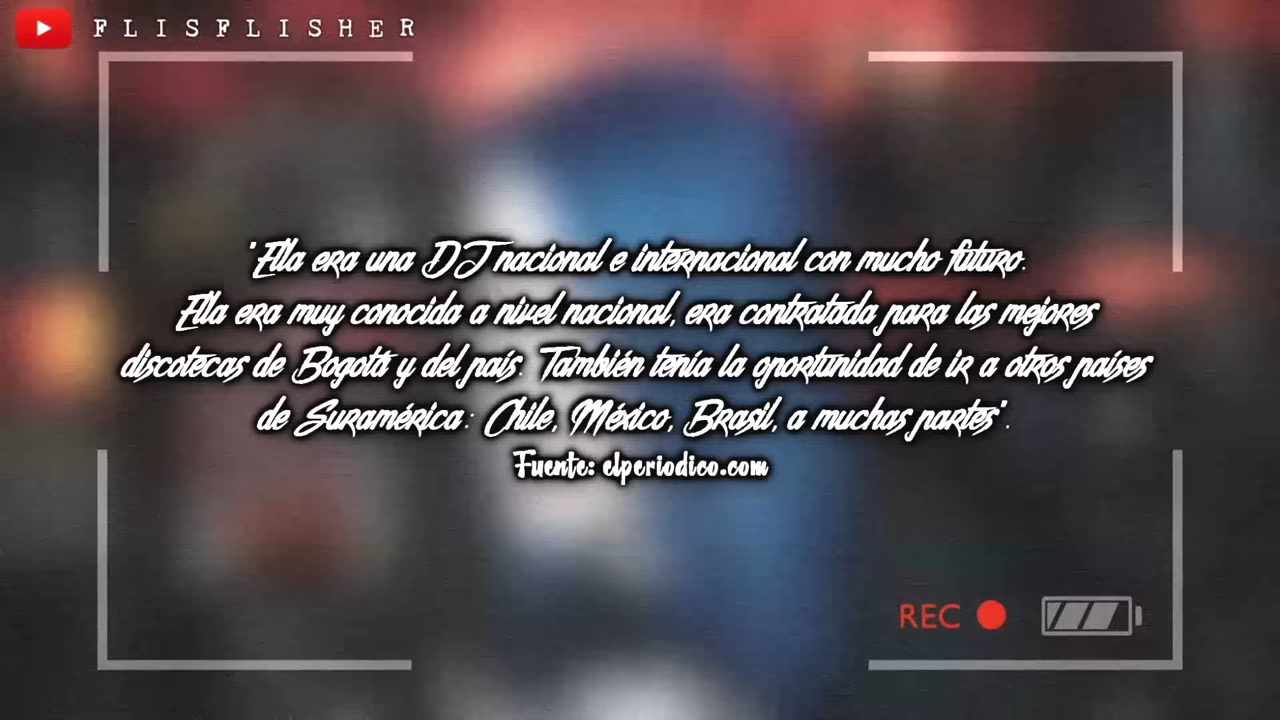 FLISFLISHER
"Ella era una DJ nacional e internacional con mucho futuro.
Ella era muy conocida a nivel nacional, era contratada para las mejores
discotecas de Bogotá y del país. También tenía la oportunidad de ir a otros países
de Suramérica: Chile, México, Brasil, a muchas partes".
Fuente: elperiodico.com
REC